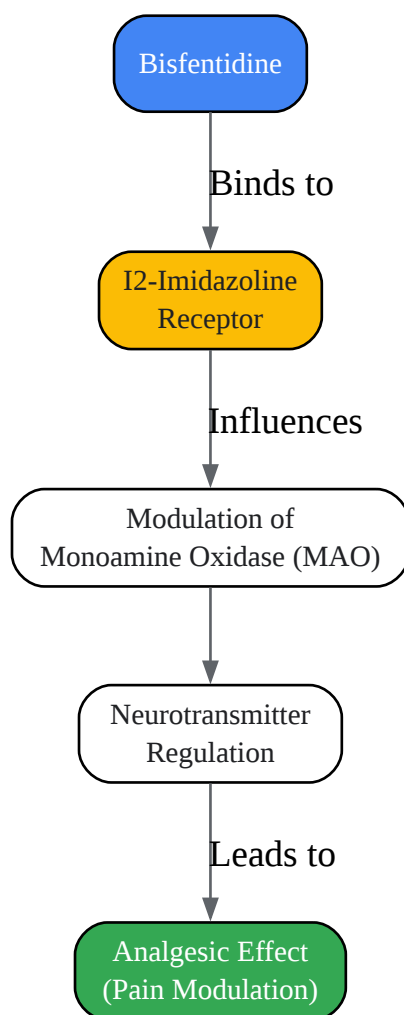 Bisfentidine
Binds to
I2-Imidazoline
Receptor
Influences
Modulation of
Monoamine Oxidase (MAO)
Neurotransmitter
Regulation
Leads to
Analgesic Effect
(Pain Modulation)